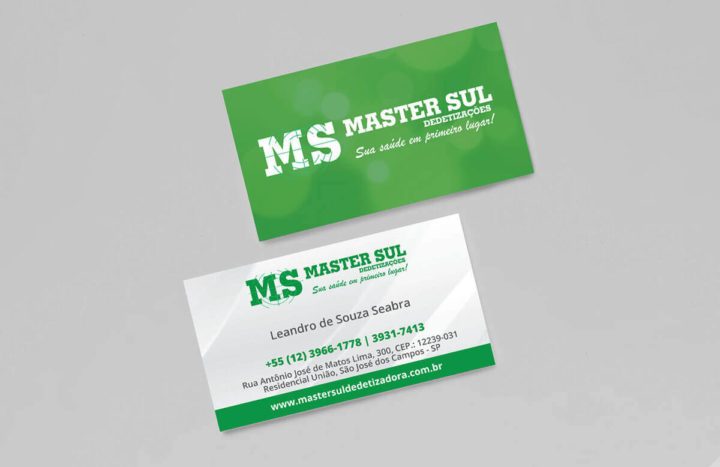 MS MASTER SUL
DEDETIZAÇÕES
Sua saúde em primeiro lugar!
MS MASTER SUL
DEDETIZAÇÕES
Sua saúde em primeiro lugar!
Leandro de Souza Seabra
+55 (12) 3966-1778 | 3931-7413
Rua Antônio José de Matos Lima, 300, CEP.: 12239-031
Residencial União, São José dos Campos - SP
www.mastersuldedetizadora.com.br